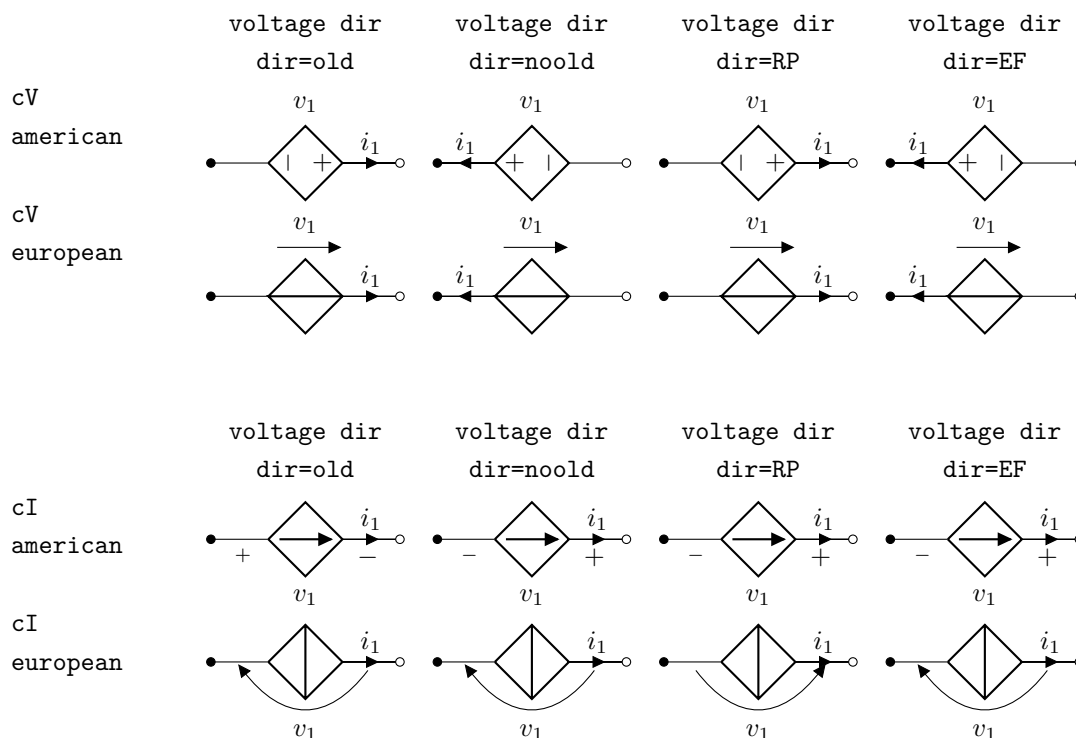 voltage dir voltage dir voltage dir voltage dir
dir=old dir=noold dir=RP dir=EF
cV
american
v₁ v₁ v₁ v₁
− + i₁ i₁ + − − + i₁ i₁ + −
cV
european
v₁ v₁ v₁ v₁
i₁ i₁ i₁ i₁
voltage dir voltage dir voltage dir voltage dir
dir=old dir=noold dir=RP dir=EF
cI
american
i₁ i₁ i₁ i₁
+ − − + − + − +
v₁ v₁ v₁ v₁
cI
european
i₁ i₁ i₁ i₁
v₁ v₁ v₁ v₁